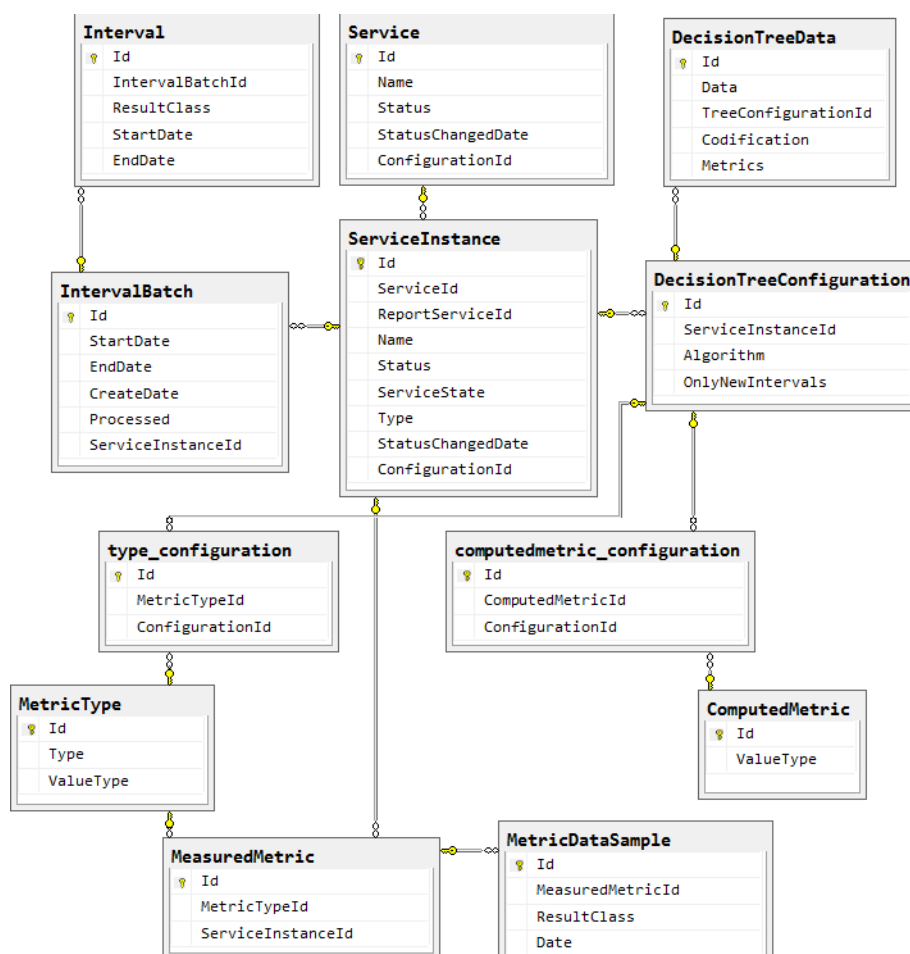 Interval
Id
IntervalBatchId
ResultClass
StartDate
EndDate
Service
Id
Name
Status
StatusChangedDate
ConfigurationId
DecisionTreeData
Id
Data
TreeConfigurationId
Codification
Metrics
IntervalBatch
Id
StartDate
EndDate
CreateDate
Processed
ServiceInstanceId
ServiceInstance
Id
ServiceId
ReportServiceId
Name
Status
ServiceState
Type
StatusChangedDate
ConfigurationId
DecisionTreeConfiguration
Id
ServiceInstanceId
Algorithm
OnlyNewIntervals
type_configuration
Id
MetricTypeId
ConfigurationId
computedmetric_configuration
Id
ComputedMetricId
ConfigurationId
MetricType
Id
Type
ValueType
ComputedMetric
Id
ValueType
MeasuredMetric
Id
MetricTypeId
ServiceInstanceId
MetricDataSample
Id
MeasuredMetricId
ResultClass
Date